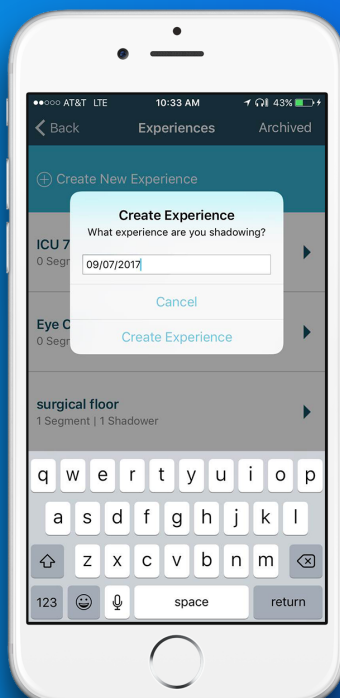 AT&T LTE 10:33 AM 43%
Back Experiences Archived
Create New Experience
Create Experience
What experience are you shadowing?
09/07/2017
Cancel
Create Experience
ICU 7
0 Segr
Eye C
0 Segr
surgical floor
1 Segment | 1 Shadower
q w e r t y u i o p
a s d f g h j k l
z x c v b n m
123 space return